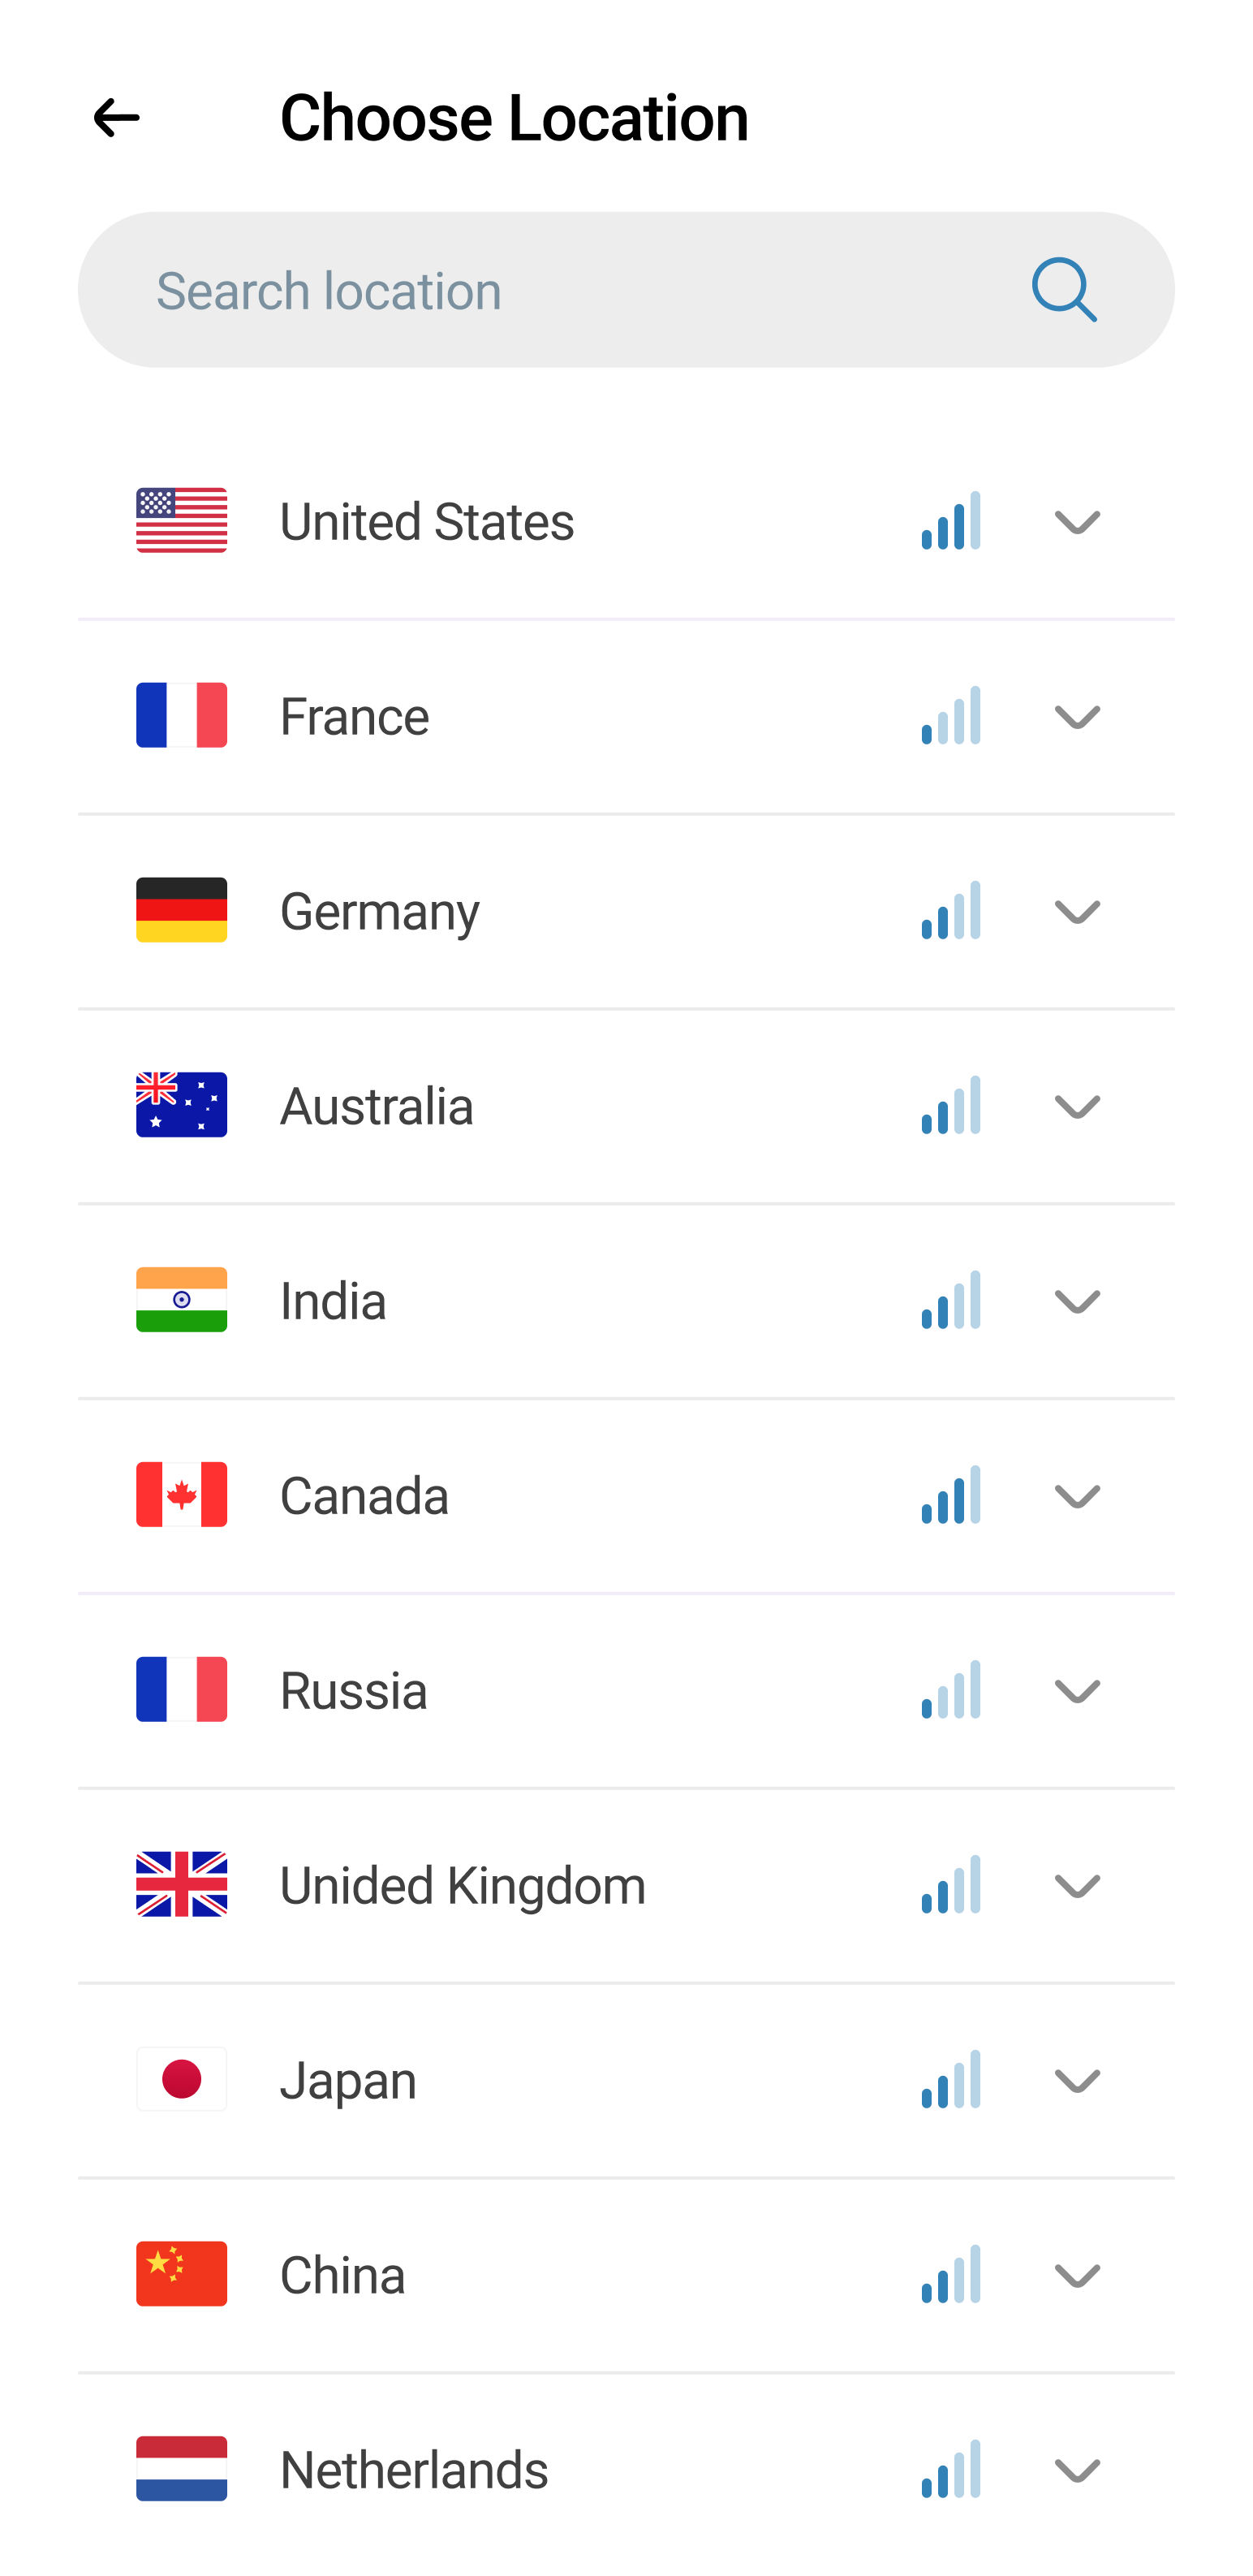 Choose Location
Search location
United States
France
Germany
Australia
India
Canada
Russia
Unided Kingdom
Japan
China
Netherlands